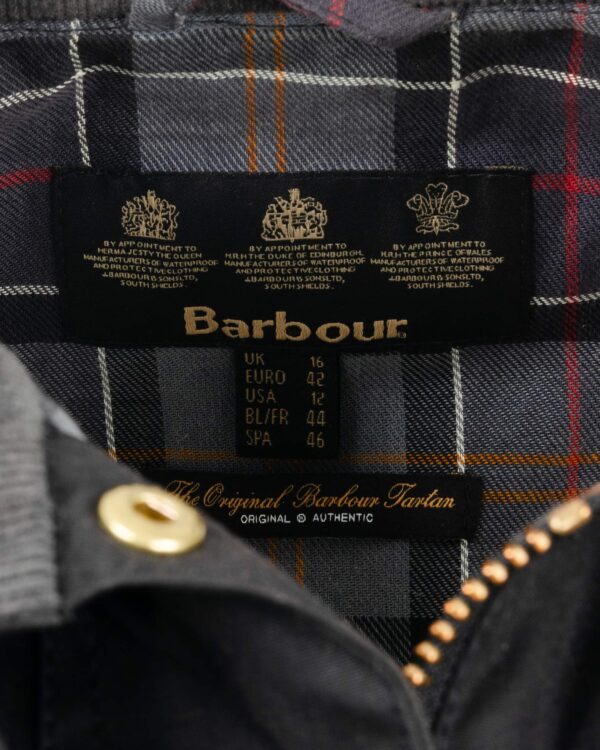 BY APPOINTMENT TO
HER MAJESTY THE QUEEN
MANUFACTURERS OF WATERPROOF
AND PROTECTIVE CLOTHING
J.BARBOUR & SONS LTD,
SOUTH SHIELDS.
BY APPOINTMENT TO
H.R.H THE DUKE OF EDINBURGH,
MANUFACTURERS OF WATERPROOF
AND PROTECTIVE CLOTHING
J.BARBOUR & SONS LTD,
SOUTH SHIELDS.
BY APPOINTMENT TO
H.R.H THE PRINCE OF WALES
MANUFACTURERS OF WATERPROOF
AND PROTECTIVE CLOTHING
J.BARBOUR & SONS LTD,
SOUTH SHIELDS.
Barbour®
UK 16
EURO 42
USA 12
BL/FR 44
SPA 46
The Original Barbour Tartan
ORIGINAL & AUTHENTIC